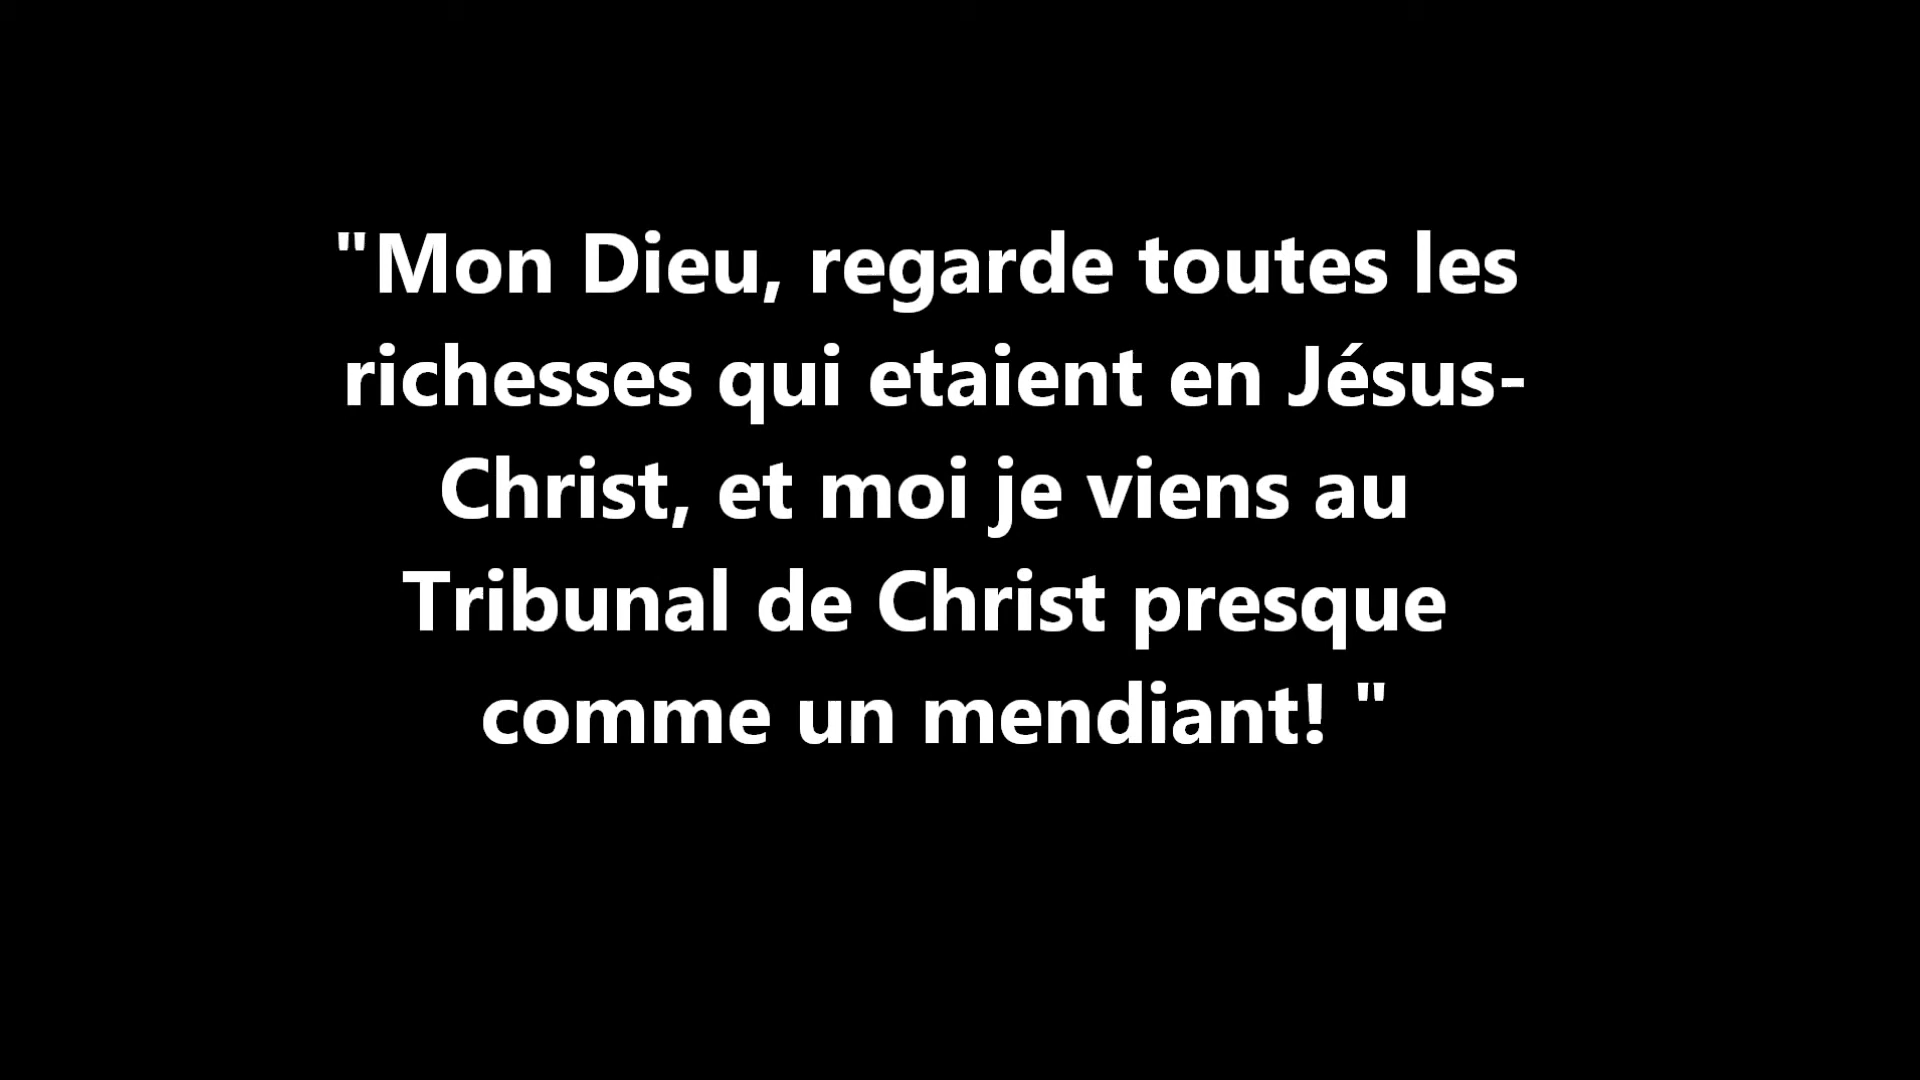 "Mon Dieu, regarde toutes les
richesses qui etaient en Jésus-
Christ, et moi je viens au
Tribunal de Christ presque
comme un mendiant! "